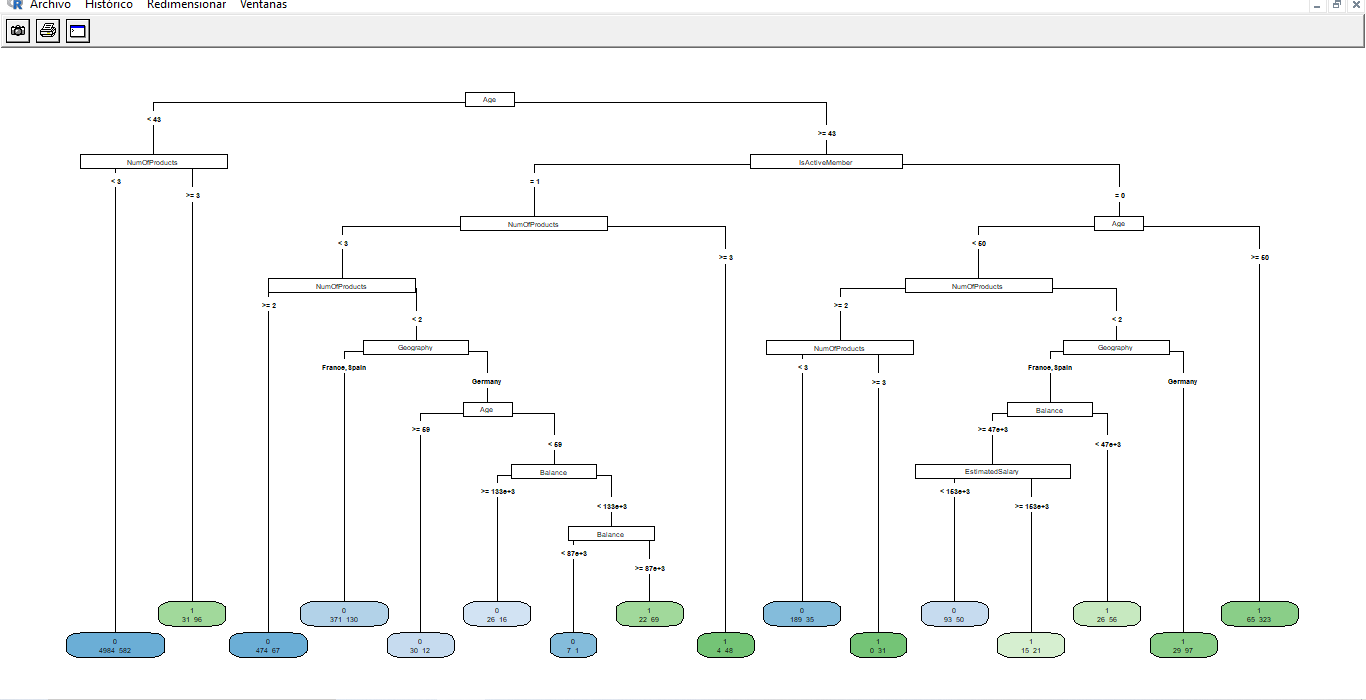 Archivo Histórico Redimensionar Ventanas
Age
< 43
>= 43
NumOfProducts
IsActiveMember
< 3
>= 3
= 1
= 0
NumOfProducts
Age
< 3
>= 3
< 50
>= 50
NumOfProducts
NumOfProducts
>= 2
< 2
>= 2
< 2
Geography
NumOfProducts
Geography
France, Spain
Germany
< 3
>= 3
France, Spain
Germany
Age
Balance
>= 59
< 59
>= 47e+3
< 47e+3
Balance
EstimatedSalary
>= 133e+3
< 133e+3
< 153e+3
>= 153e+3
Balance
< 87e+3
>= 87e+3
1
31 96
0
371 130
0
26 16
1
22 69
0
189 35
0
93 50
1
26 56
1
65 323
0
4984 582
0
474 67
0
30 12
0
7 1
1
4 48
1
0 31
1
15 21
1
29 97